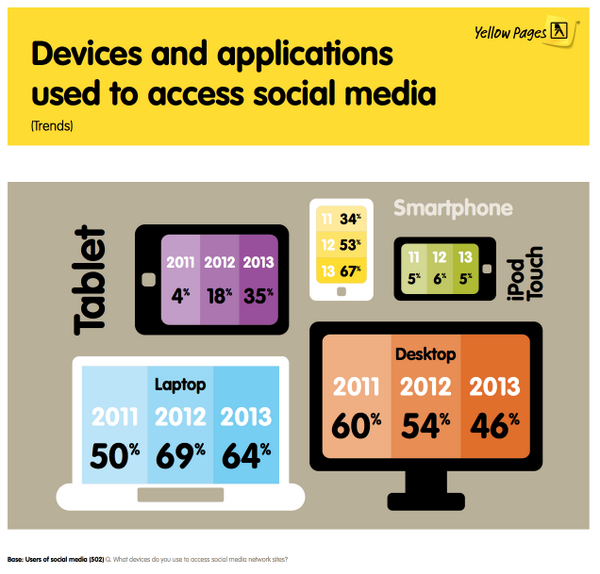 Yellow Pages
Devices and applications
used to access social media
(Trends)
Smartphone
11 34%
12 53%
13 67%
Tablet
2011 2012 2013
4% 18% 35%
iPod
Touch
11 12 13
5% 6% 5%
Laptop
2011 2012 2013
50% 69% 64%
Desktop
2011 2012 2013
60% 54% 46%
Base: Users of social media (502) Q. What devices do you use to access social media network sites?